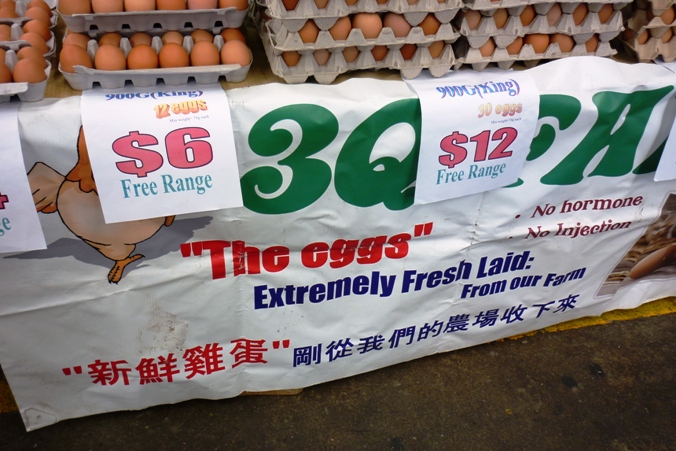 900G(King)
12 eggs
$6
Free Range
900G(King)
30 eggs
$12
Free Range
ge
3Q FA
· No hormone
· No Injection
"The eggs"
Extremely Fresh Laid:
From our Farm
"新鮮雞蛋" 剛從我們的農場收下來